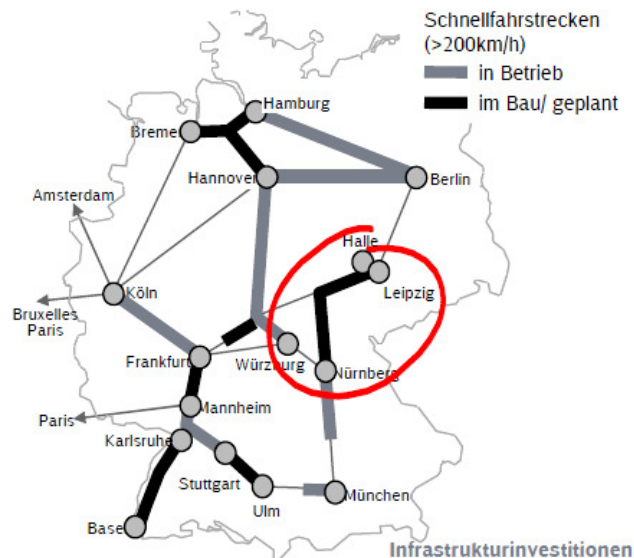 Schnellfahrstrecken
(>200km/h)
in Betrieb
im Bau/ geplant
Hamburg
Breme
Hannover
Berlin
Amsterdam
Halle
Köln
Leipzig
Bruxelles
Paris
Frankfurt
Würzburg
Nürnberg
Mannheim
Paris
Karlsruhe
Stuttgart
Ulm
München
Base
Infrastrukturinvestitionen